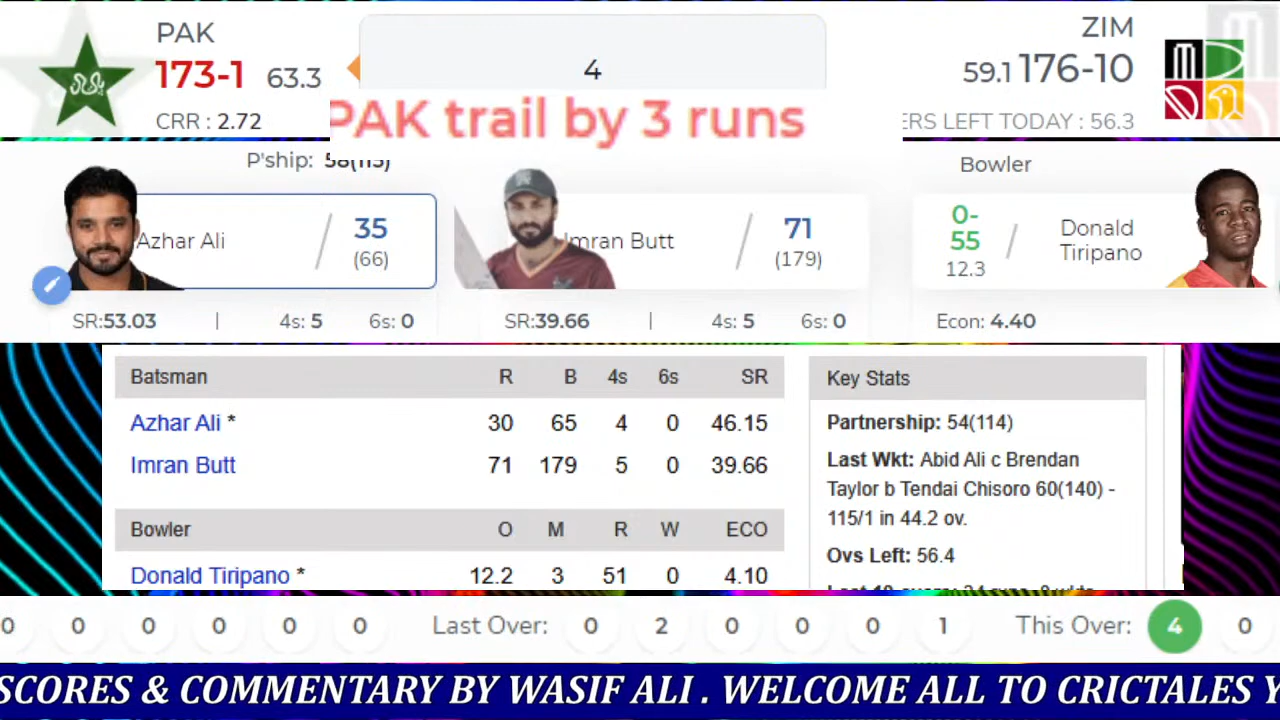 PAK
173-1 63.3
CRR : 2.72
4
PAK trail by 3 runs
ZIM
59.1 176-10
ERS LEFT TODAY : 56.3
P'ship: 58(115)
Azhar Ali
35
(66)
SR:53.03 | 4s: 5 6s: 0
Imran Butt
71
(179)
SR:39.66 | 4s: 5 6s: 0
Bowler
0-
55
12.3
Donald
Tiripano
Econ: 4.40
Batsman R B 4s 6s SR
Azhar Ali * 30 65 4 0 46.15
Imran Butt 71 179 5 0 39.66
Bowler O M R W ECO
Donald Tiripano * 12.2 3 51 0 4.10
Key Stats
Partnership: 54(114)
Last Wkt: Abid Ali c Brendan
Taylor b Tendai Chisoro 60(140) -
115/1 in 44.2 ov.
Ovs Left: 56.4
0 0 0 0 0 0 Last Over: 0 2 0 0 0 1 This Over: 4 0
SCORES & COMMENTARY BY WASIF ALI . WELCOME ALL TO CRICTALES Y